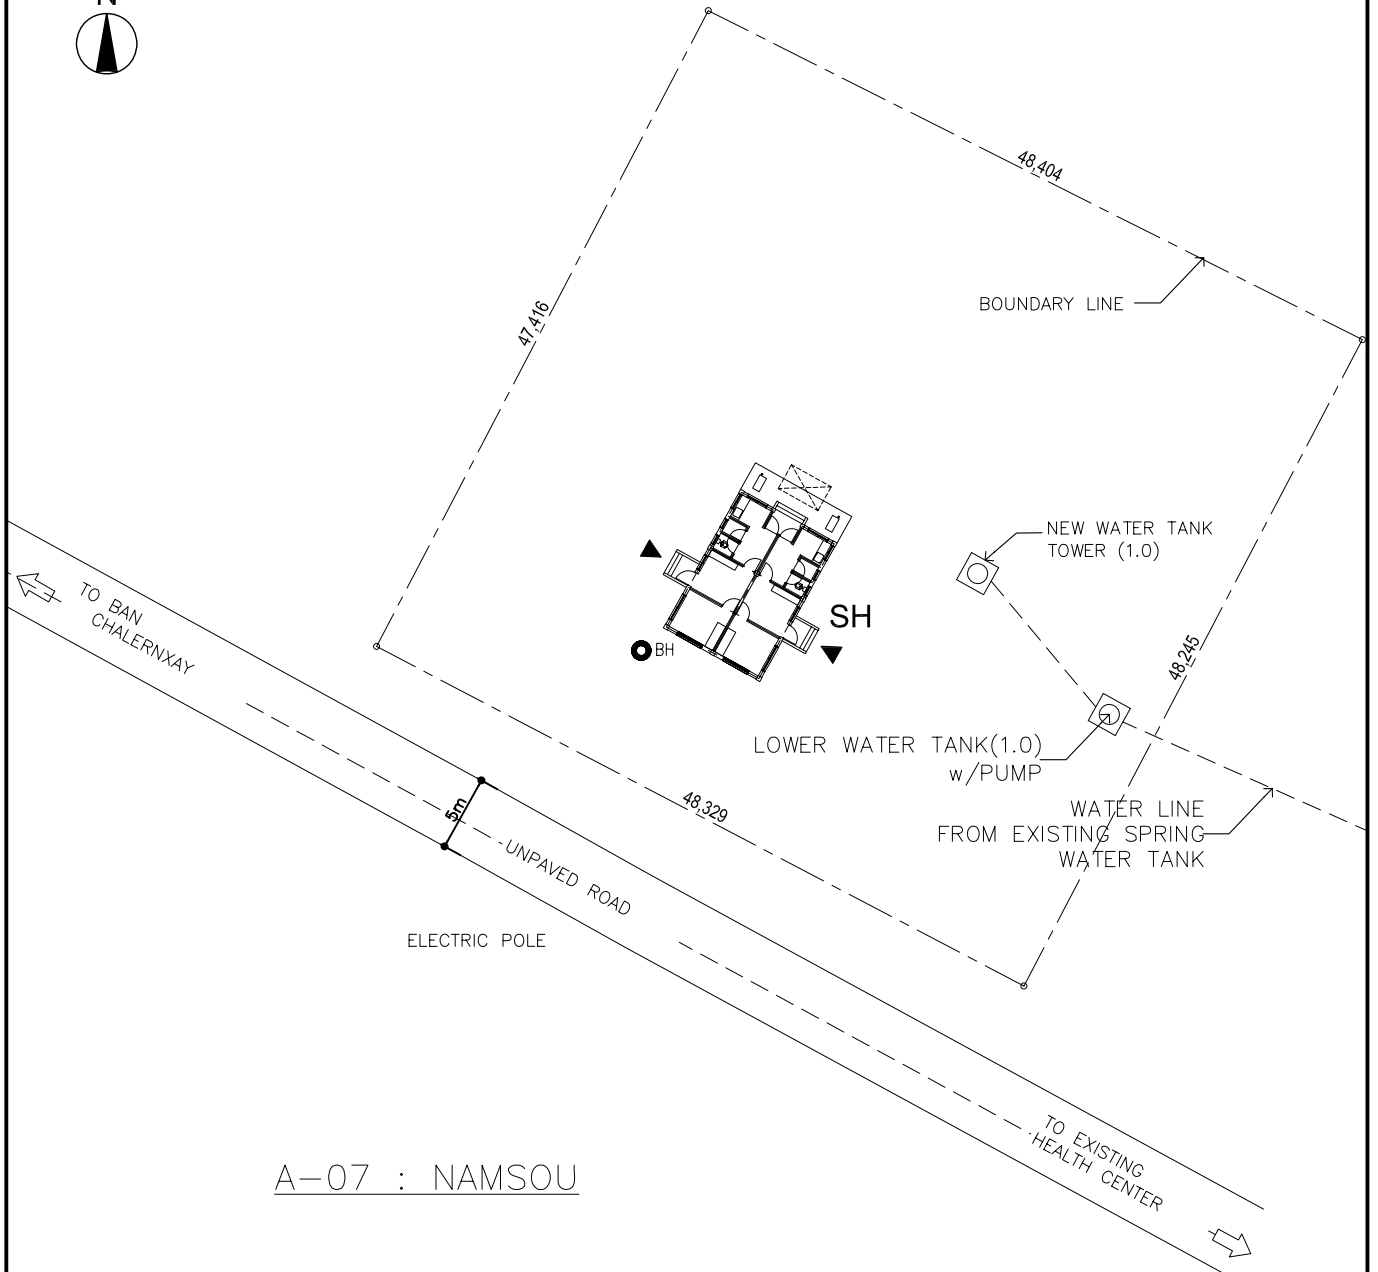 N
48,404
BOUNDARY LINE
47,416
NEW WATER TANK
TOWER (1.0)
SH
BH
TO BAN
CHALERNXAY
48,245
LOWER WATER TANK(1.0)
w/PUMP
48,329
5m
WATER LINE
FROM EXISTING SPRING
WATER TANK
UNPAVED ROAD
ELECTRIC POLE
TO EXISTING
HEALTH CENTER
A-07 : NAMSOU